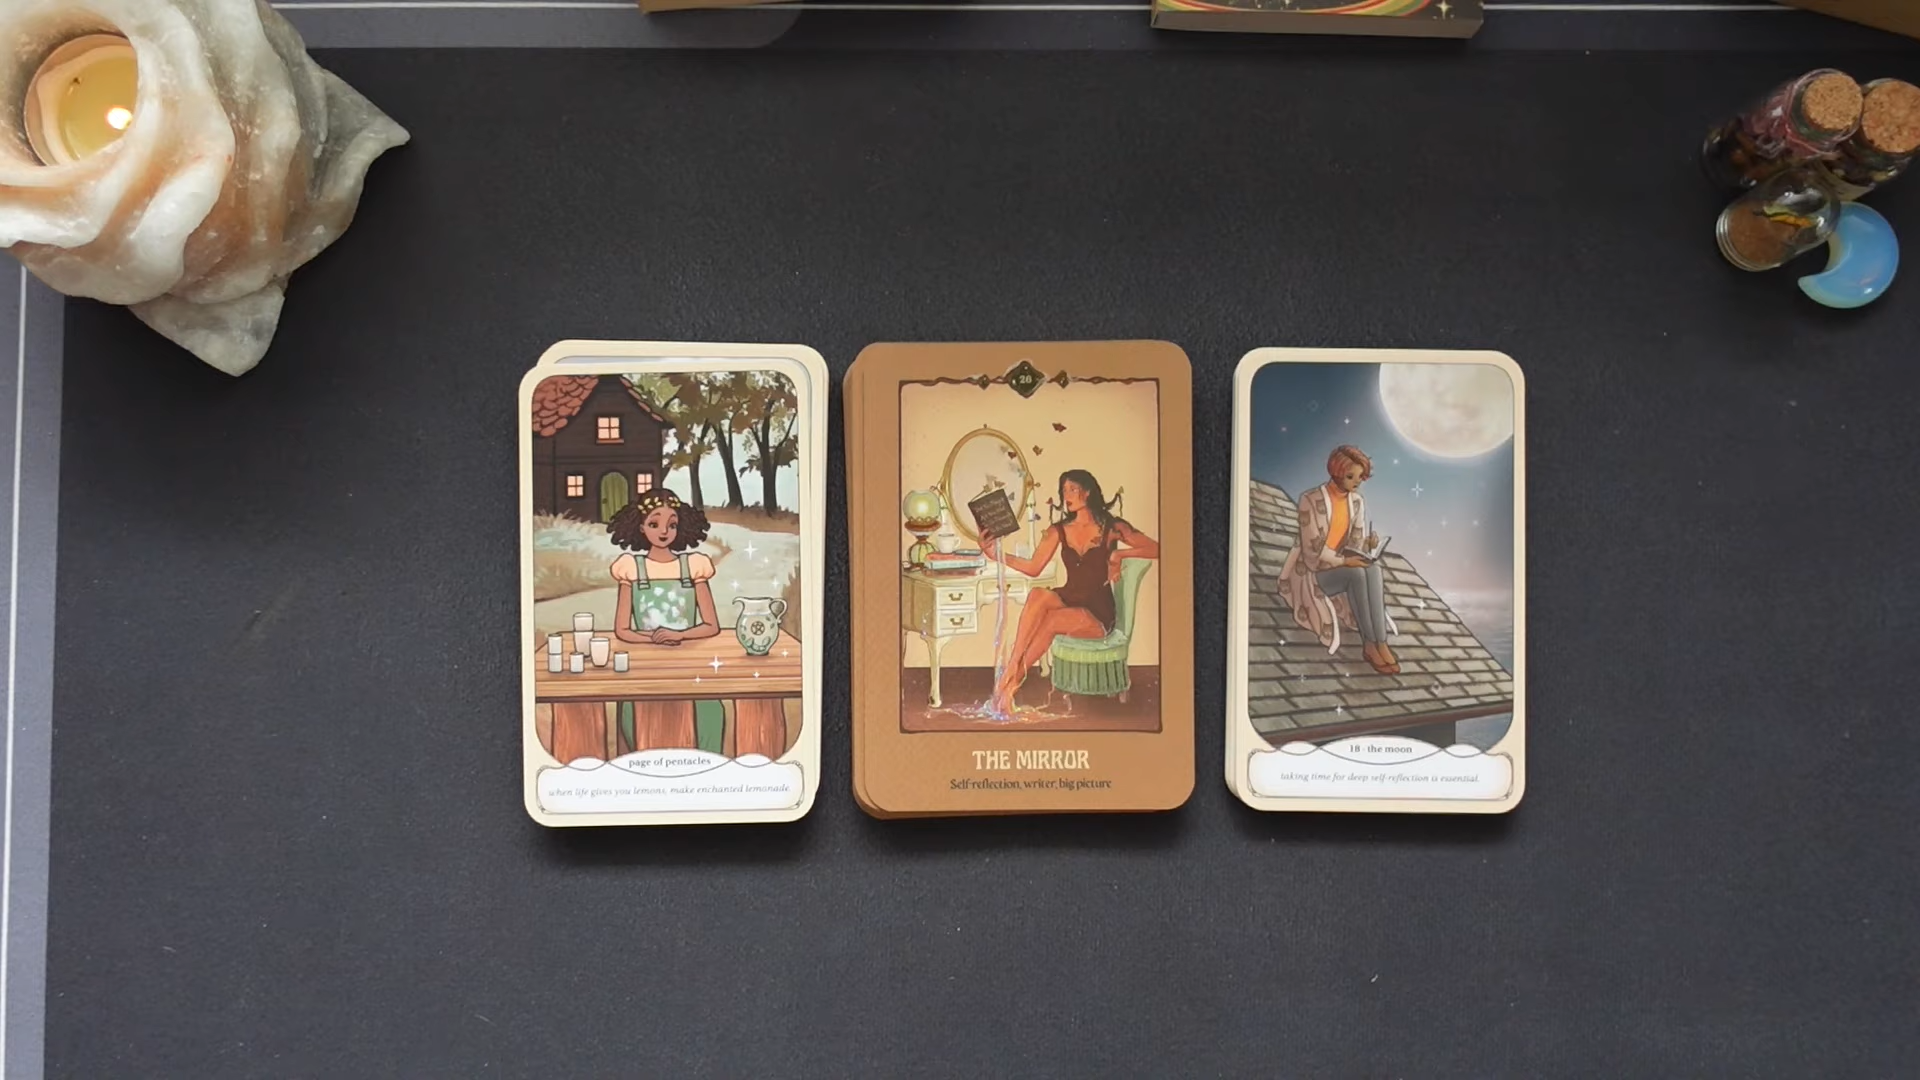 page of pentacles
when life gives you lemons, make enchanted lemonade.
26
THE MIRROR
Self-reflection, writer, big picture
18 - the moon
taking time for deep self-reflection is essential.